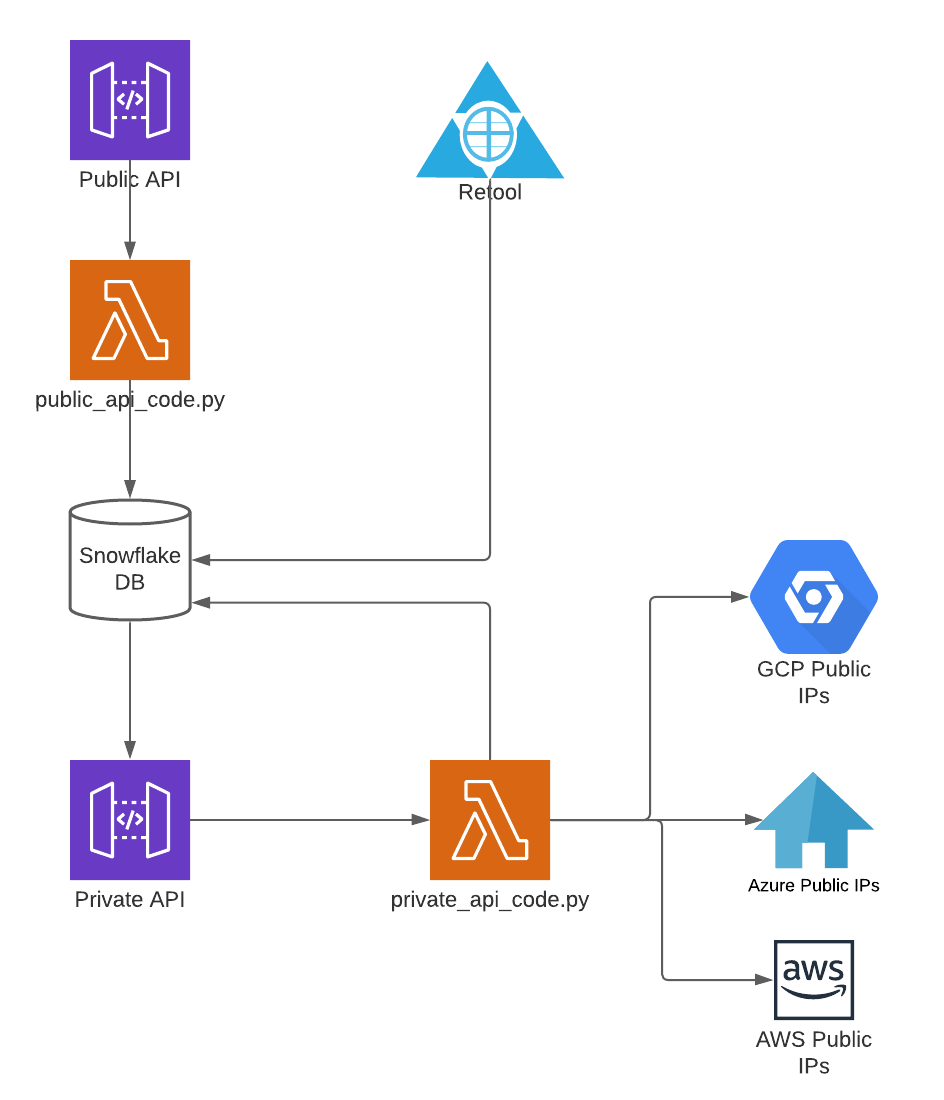 Public API
Retool
public_api_code.py
Snowflake
DB
GCP Public
IPs
Private API
private_api_code.py
Azure Public IPs
aws
AWS Public
IPs